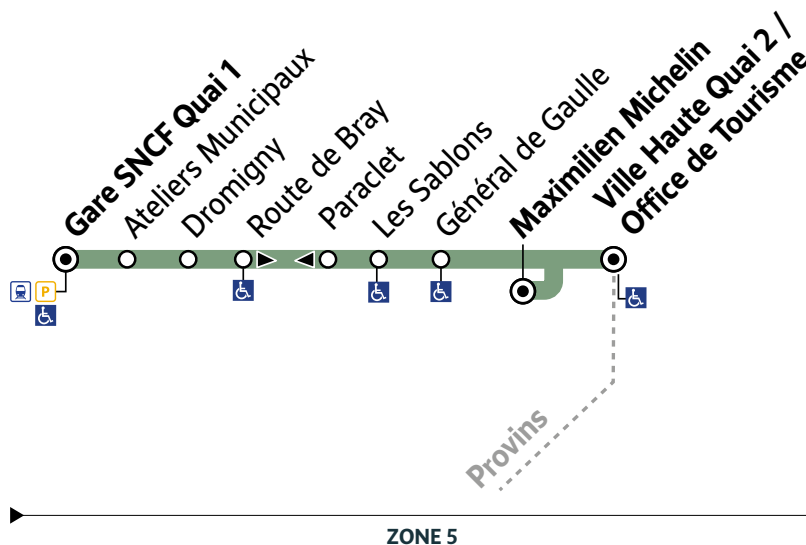 Gare SNCF Quai 1
Ateliers Municipaux
Dromigny
Route de Bray
Paraclet
Les Sablons
Général de Gaulle
Maximilien Michelin
Ville Haute Quai 2 /
Office de Tourisme
P
Provins
ZONE 5